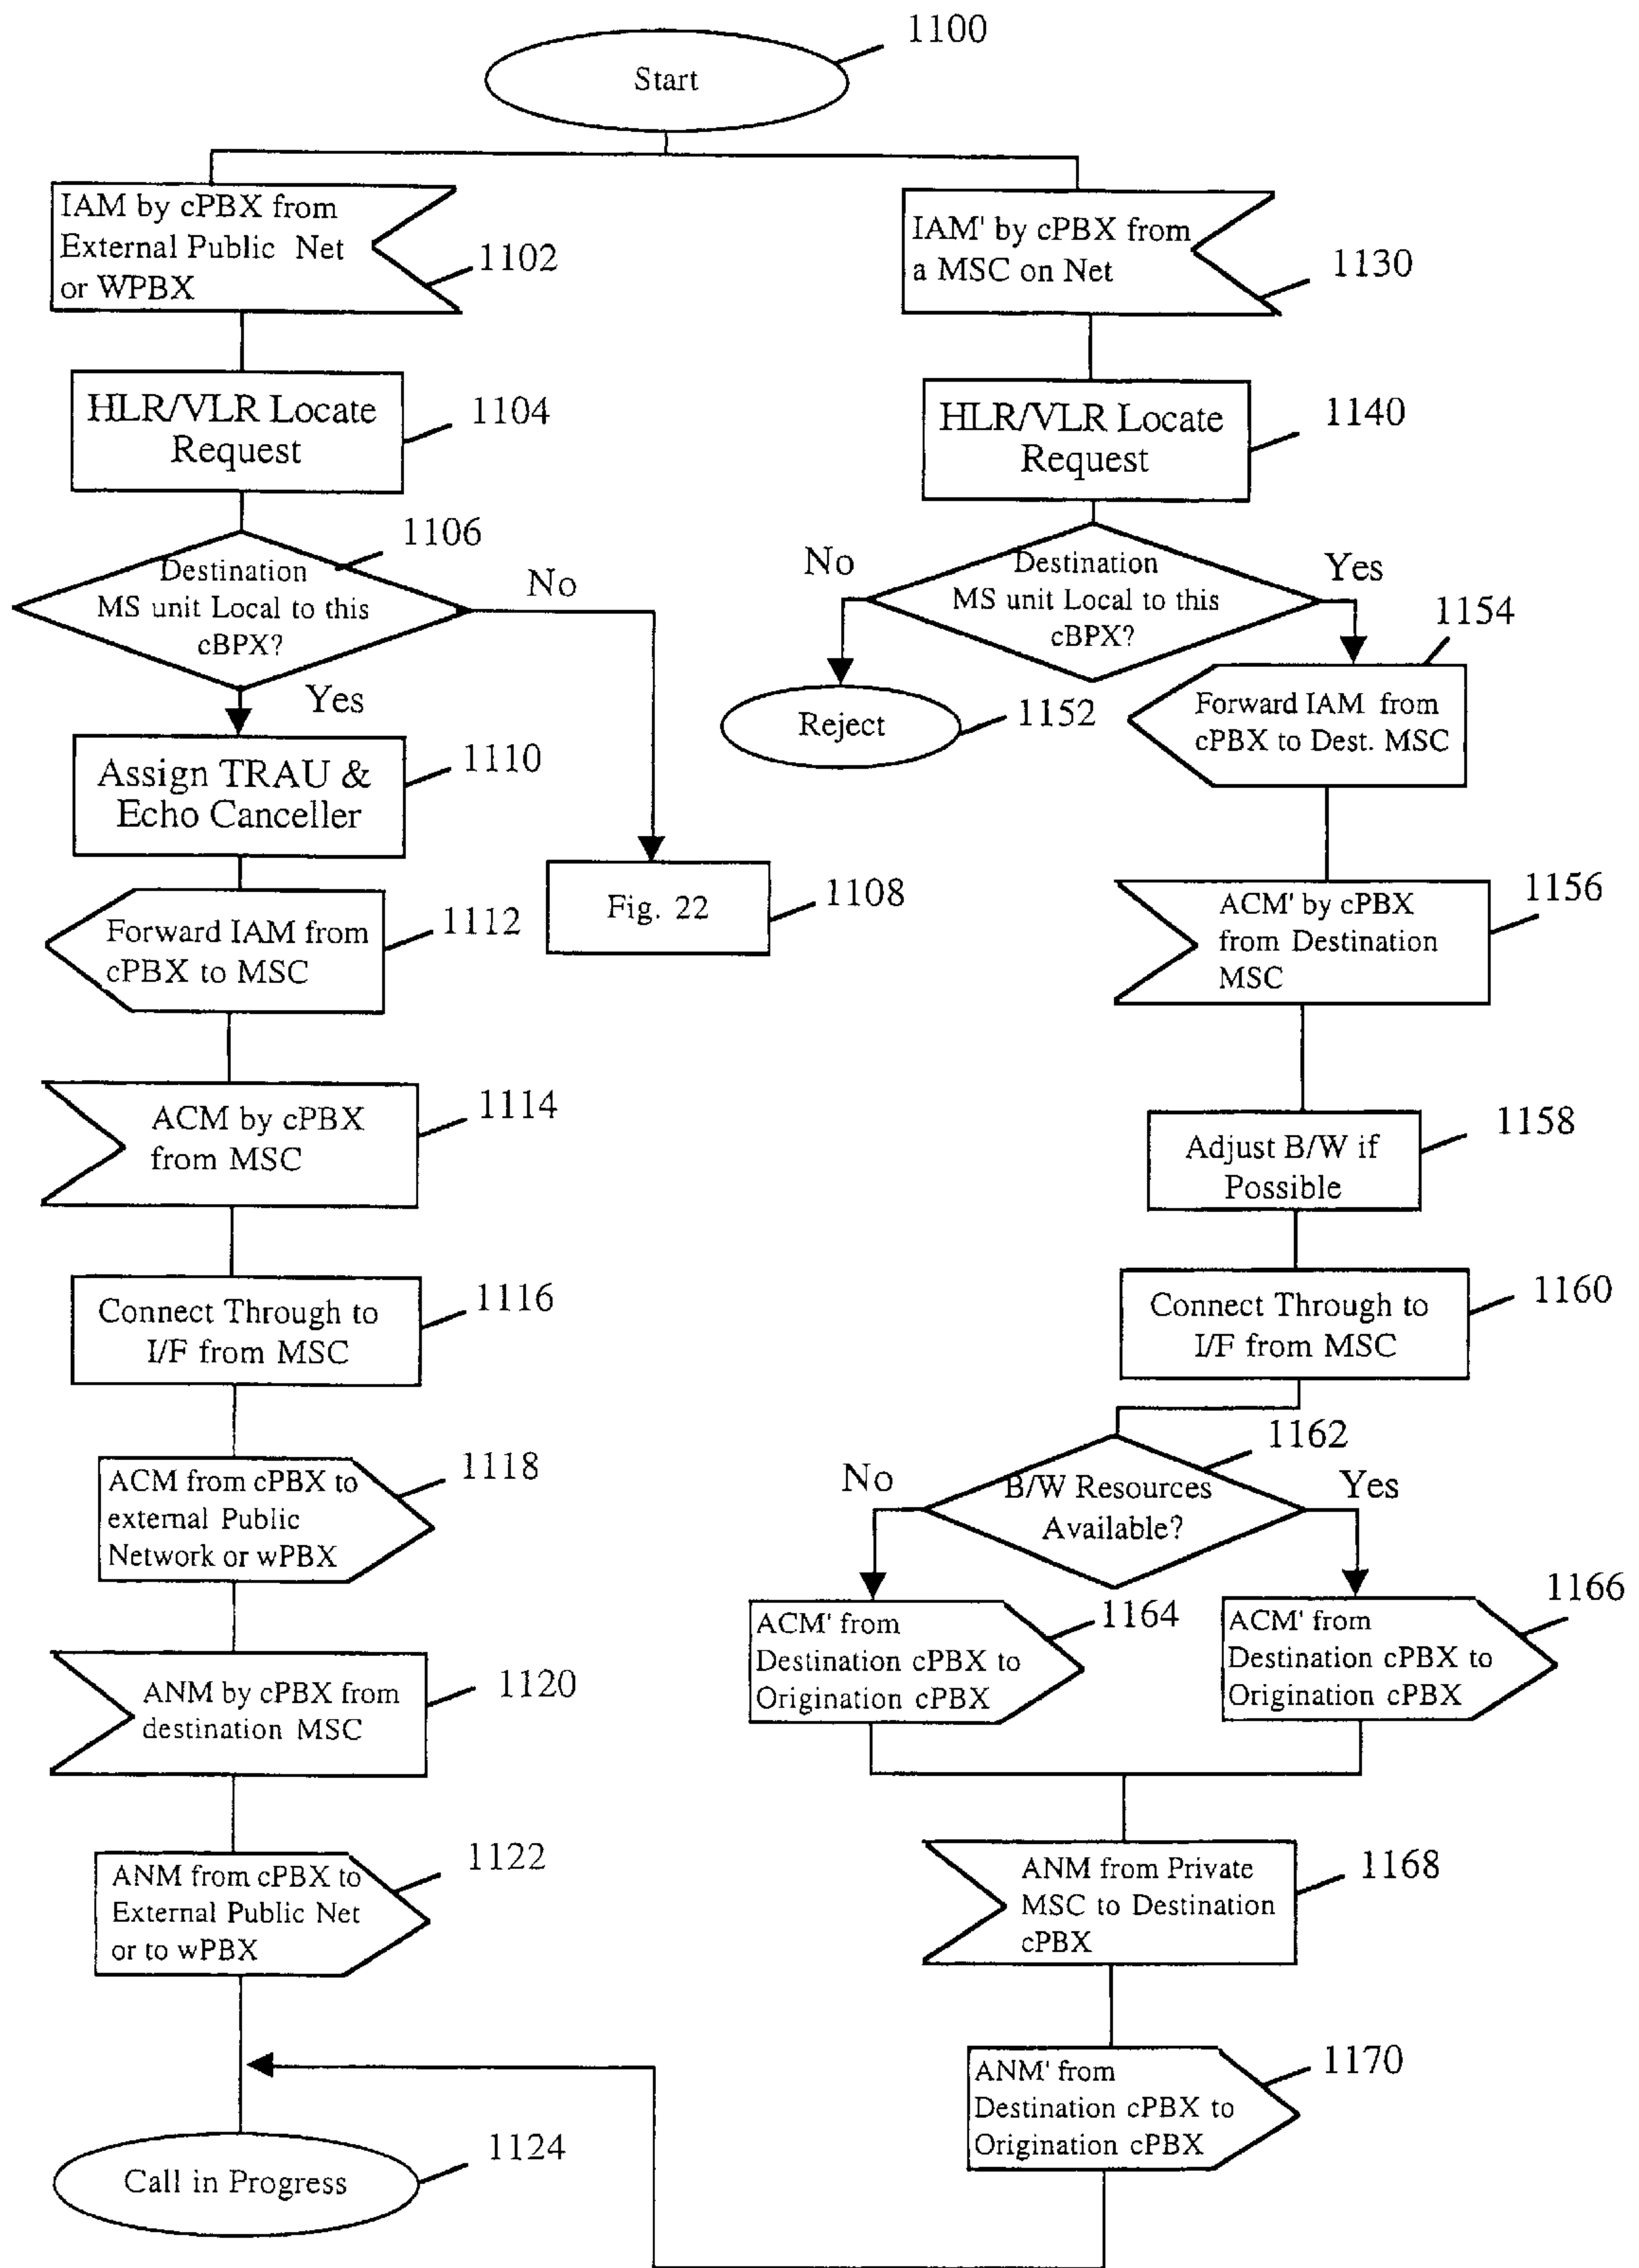 1100
Start
IAM by cPBX from
External Public Net
or WPBX
1102
HLR/VLR Locate
Request
1104
1106
Destination
MS unit Local to this
cBPX?
No
Yes
Assign TRAU &
Echo Canceller
1110
Fig. 22
1108
Forward IAM from
cPBX to MSC
1112
ACM by cPBX
from MSC
1114
Connect Through to
I/F from MSC
1116
ACM from cPBX to
external Public
Network or wPBX
1118
ANM by cPBX from
destination MSC
1120
ANM from cPBX to
External Public Net
or to wPBX
1122
Call in Progress
1124
IAM' by cPBX from
a MSC on Net
1130
HLR/VLR Locate
Request
1140
No
Destination
MS unit Local to this
cBPX?
Yes
Reject
1152
1154
Forward IAM from
cPBX to Dest. MSC
ACM' by cPBX
from Destination
MSC
1156
Adjust B/W if
Possible
1158
Connect Through to
I/F from MSC
1160
1162
No
B/W Resources
Available?
Yes
ACM' from
Destination cPBX to
Origination cPBX
1164
ACM' from
Destination cPBX to
Origination cPBX
1166
ANM from Private
MSC to Destination
cPBX
1168
ANM' from
Destination cPBX to
Origination cPBX
1170